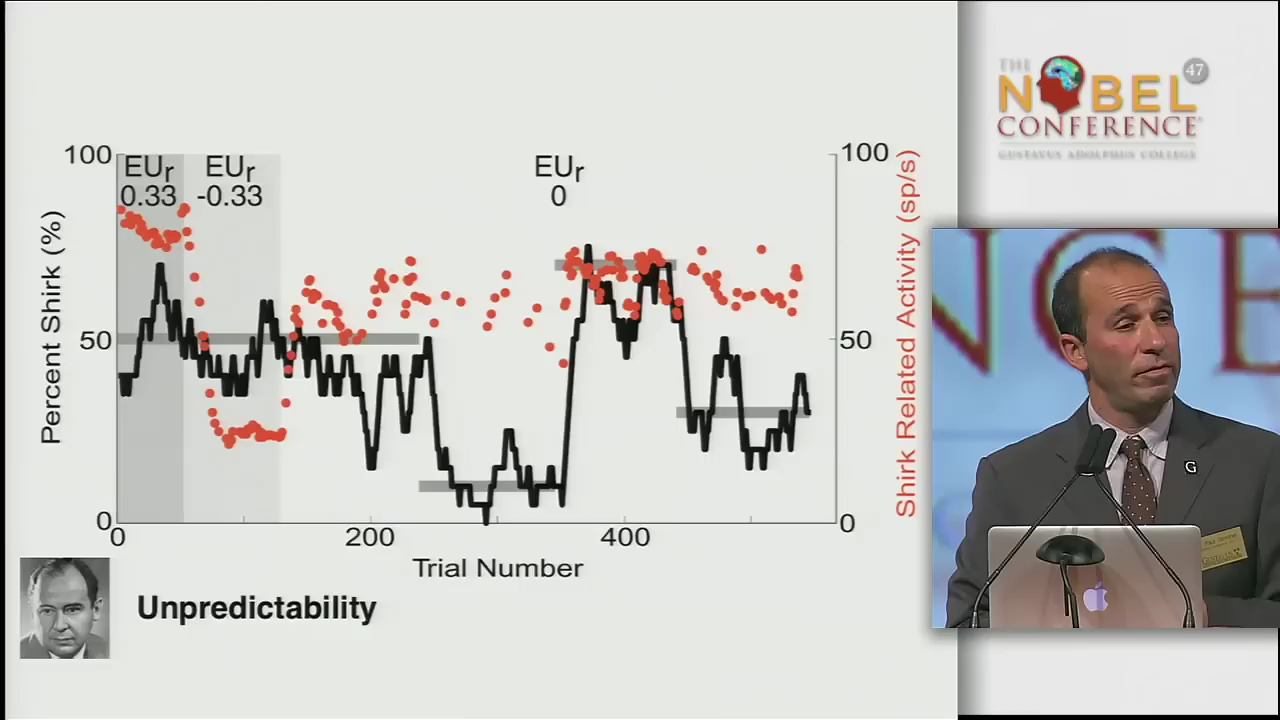 100
EUr
0.33
EUr
-0.33
EUr
0
100
Percent Shirk (%)
50
50
Shirk Related Activity (sp/s)
0
0
0
200
400
Trial Number
Unpredictability
THE
NOBEL
47
CONFERENCE
GUSTAVUS ADOLPHUS COLLEGE
NCE
G